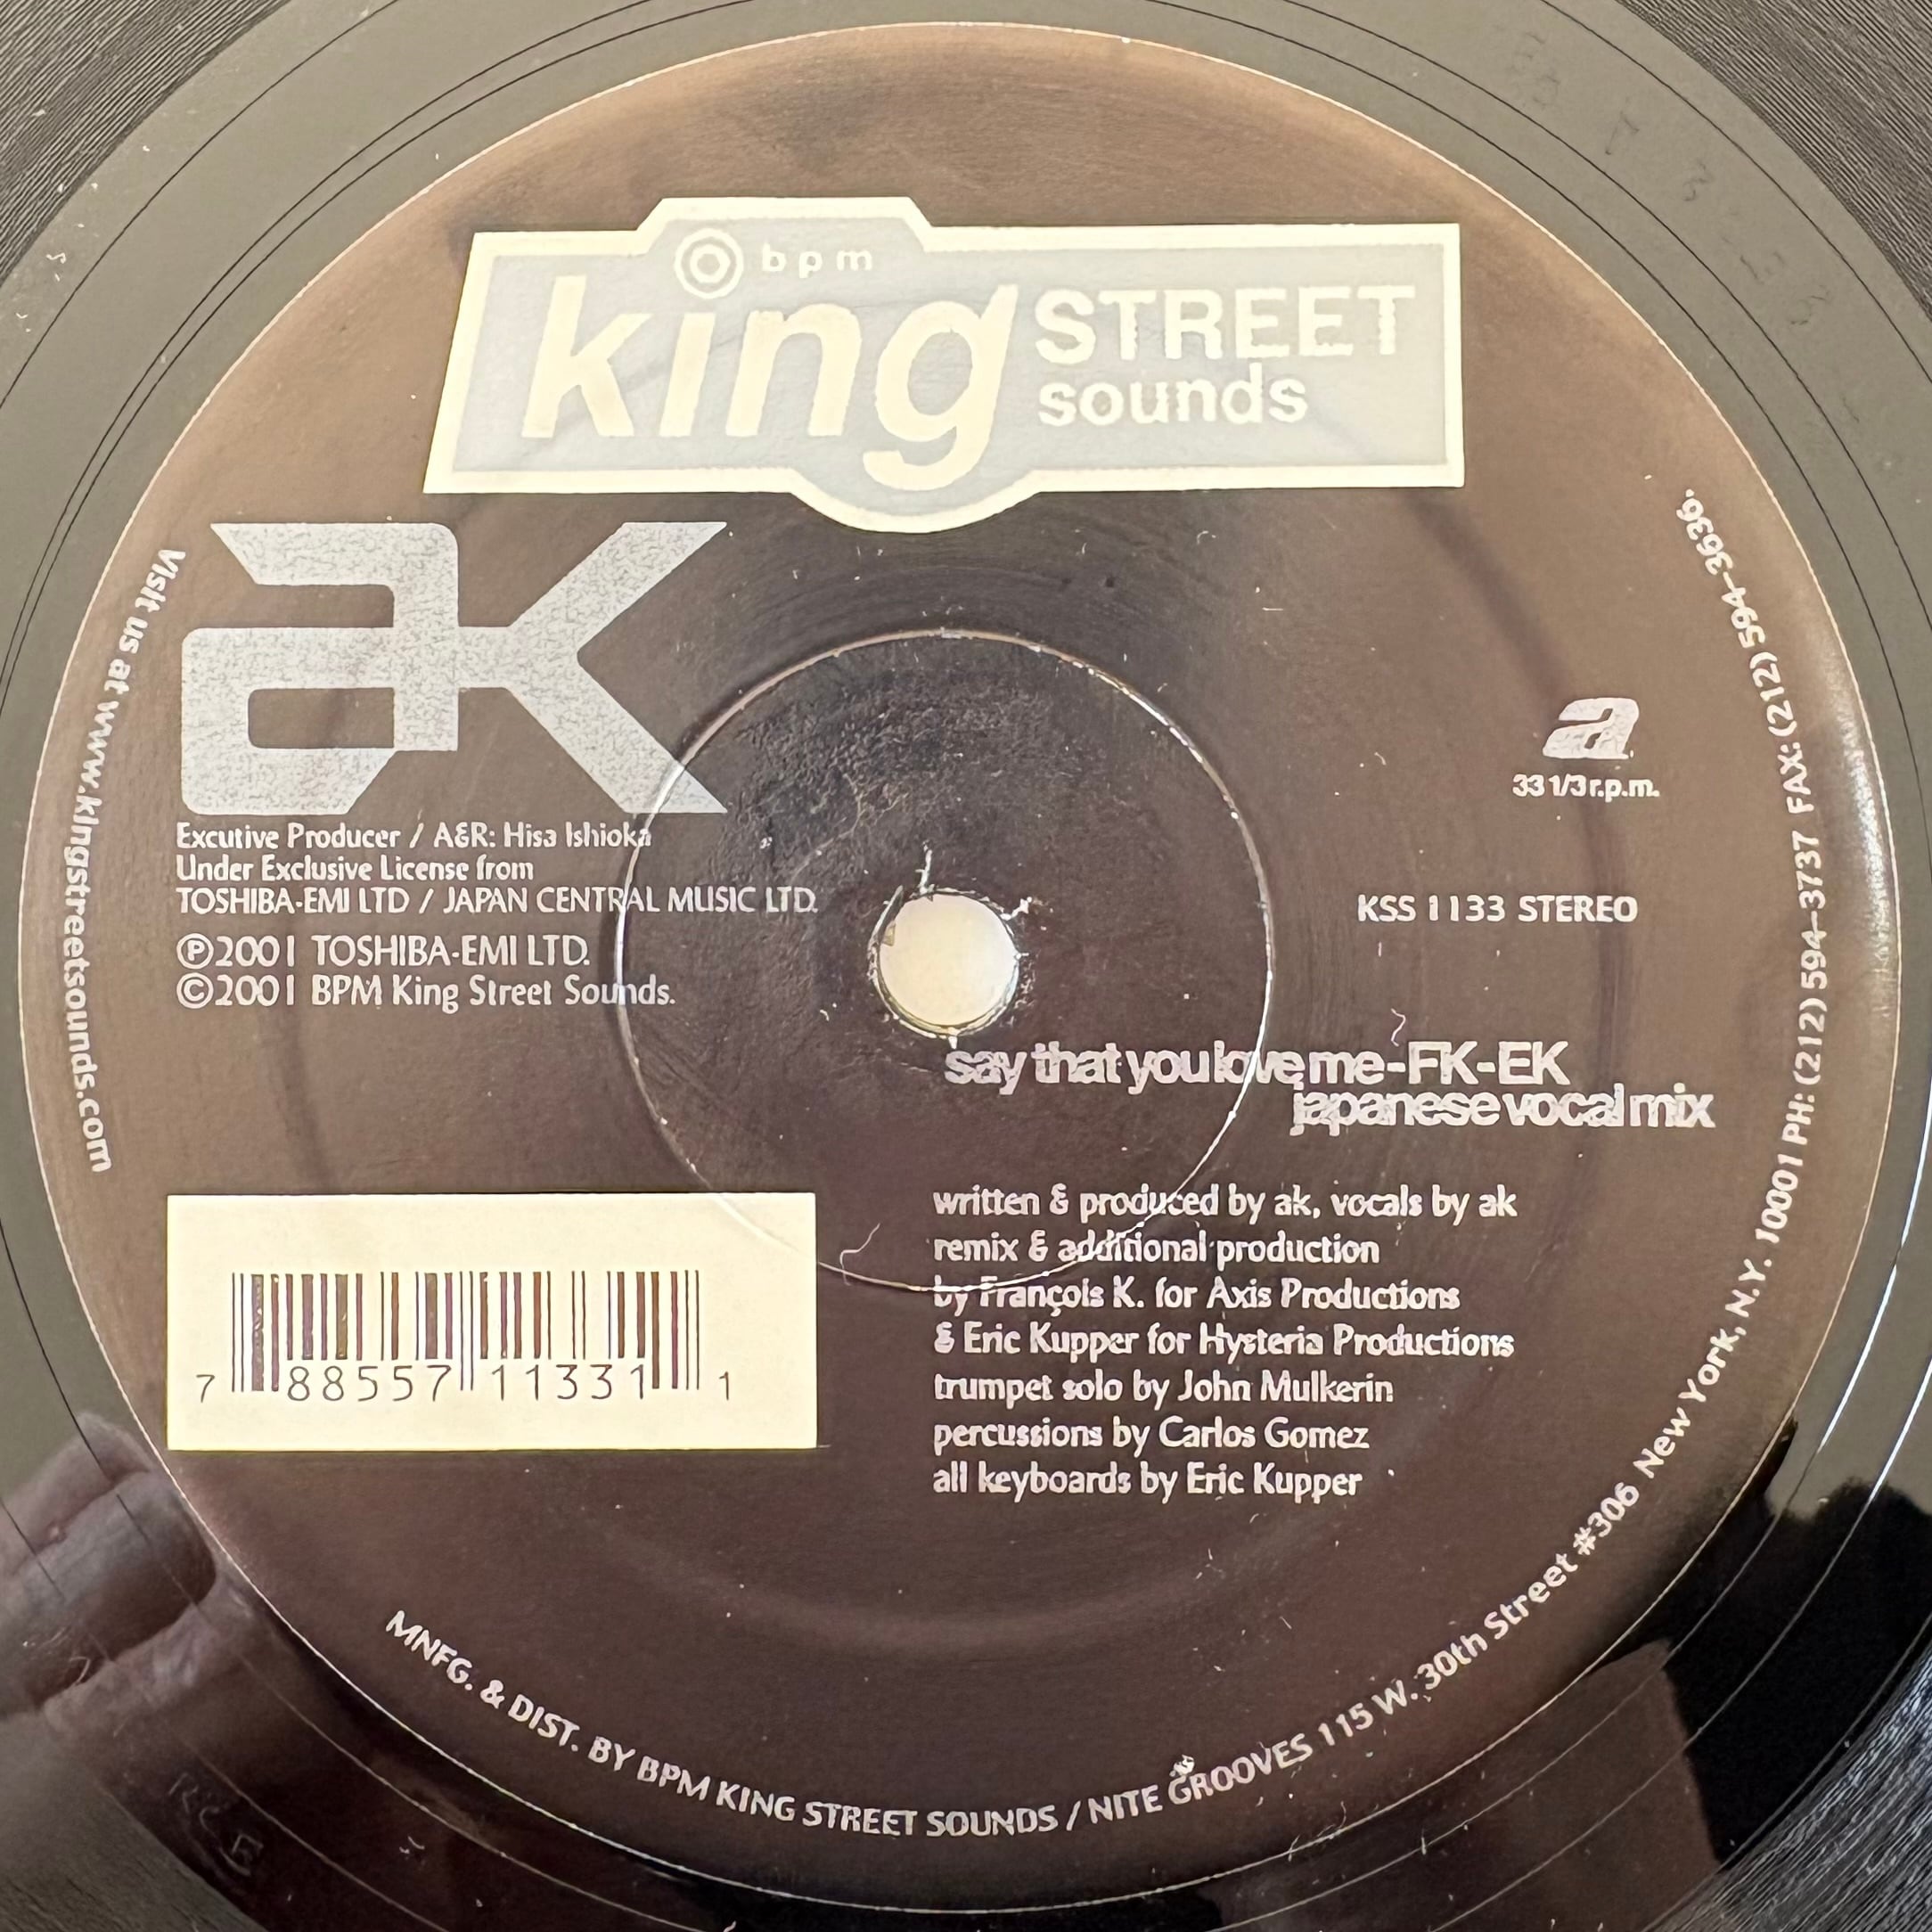 bpm
king STREET
sounds
aK
Excutive Producer / A&R: Hisa Ishioka
Under Exclusive License from
TOSHIBA-EMI LTD / JAPAN CENTRAL MUSIC LTD.
℗2001 TOSHIBA-EMI LTD.
©2001 BPM King Street Sounds.
a
33 1/3 r.p.m.
KSS 1133 STEREO
say that you love me-FK-EK
japanese vocal mix
written & produced by ak, vocals by ak
remix & additional production
by François K. for Axis Productions
& Eric Kupper for Hysteria Productions
trumpet solo by John Mulkerin
percussions by Carlos Gomez
all keyboards by Eric Kupper
7 88557 11331 1
Visit us at www.kingstreetsounds.com
MNFG. & DIST. BY BPM KING STREET SOUNDS / NITE GROOVES 115 W. 30th Street #306 New York, N.Y. 10001 PH: (212) 594-3737 FAX: (212) 594-3636.